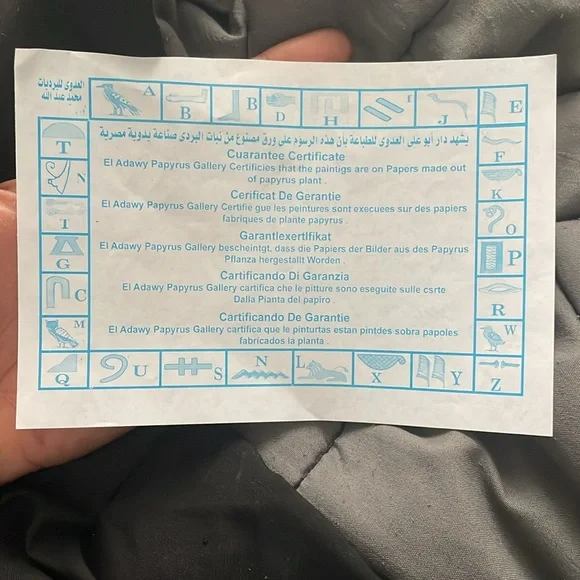 العدوى للبرديات
محمد عبد الله
A
B
B
D
H
J
E
يشهد دار أبو على العدوى للطباعة بأن هذه الرسوم على ورق مصنوع من نبات البردى صناعة يدوية مصرية
Cuarantee Certificate
El Adawy Papyrus Gallery Certificies that the paintigs are on Papers made out
of papyrus plant .
Cerificat De Gerantie
El Adawy Papyrus Gallery Certifie gue les peintures sont execuees sur des papiers
fabriques de plante papyrus .
Garantlexertlfikat
El Adawy Papyrus Gallery bescheintgt, dass die Papiers der Bilder aus des Papyrus
Pflanza hergestallt Worden .
Cartificando Di Garanzia
El Adawy Papyrus Gallery cartifica che le pitture sono eseguite sulle csrte
Dalla Pianta del papiro .
Cartificando De Garantie
El Adawy Papyrus Gallery certifica que le pinturtas estan pintdes sobra papoles
fabricados la planta .
T
N
I
G
C
M
F
K
O
P
R
W
Q
U
S
N
L
X
Y
Z